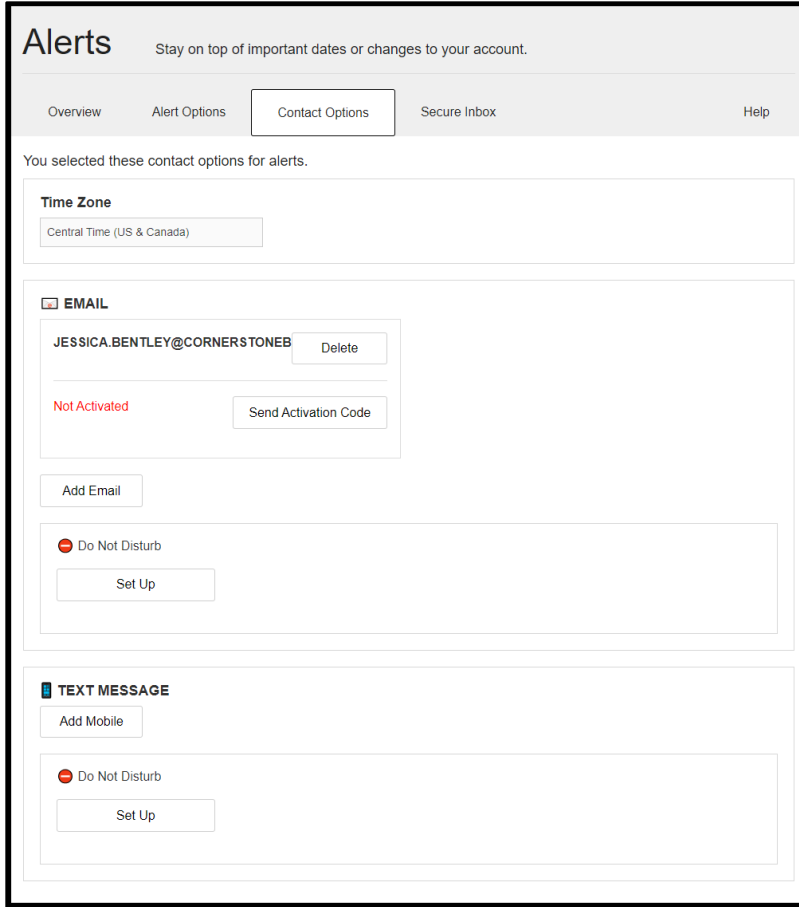 Alerts Stay on top of important dates or changes to your account.
Overview Alert Options Contact Options Secure Inbox Help
You selected these contact options for alerts.
Time Zone
Central Time (US & Canada)
EMAIL
JESSICA.BENTLEY@CORNERSTONEB Delete
Not Activated Send Activation Code
Add Email
Do Not Disturb
Set Up
TEXT MESSAGE
Add Mobile
Do Not Disturb
Set Up